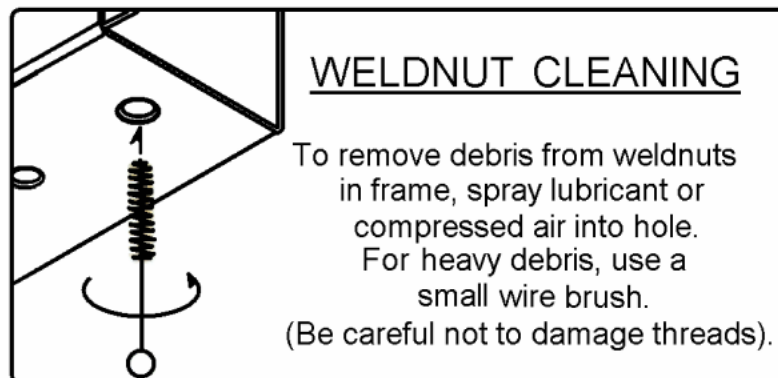 WELDNUT CLEANING
To remove debris from weldnuts
in frame, spray lubricant or
compressed air into hole.
For heavy debris, use a
small wire brush.
(Be careful not to damage threads).